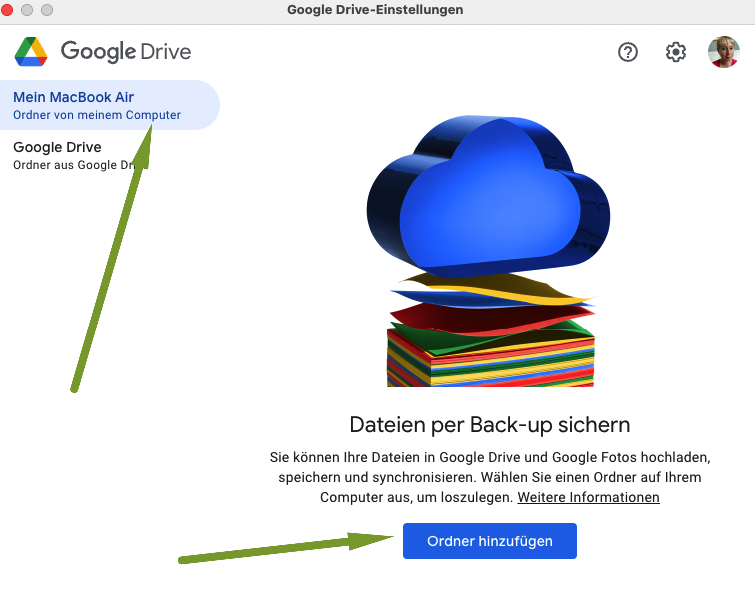 Google Drive-Einstellungen
Google Drive
Mein MacBook Air
Ordner von meinem Computer
Google Drive
Ordner aus Google
Dateien per Back-up sichern
Sie können Ihre Dateien in Google Drive und Google Fotos hochladen,
speichern und synchronisieren. Wählen Sie einen Ordner auf Ihrem
Computer aus, um loszulegen. Weitere Informationen
Ordner hinzufügen